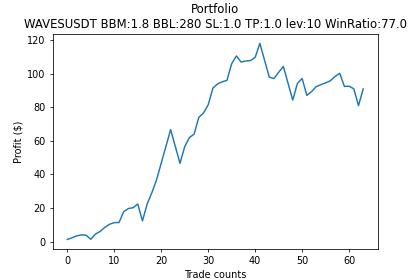 Portfolio
WAVESUSDT BBM:1.8 BBL:280 SL:1.0 TP:1.0 lev:10 WinRatio:77.0
120
100
80
60
40
20
0
Profit ($)
0 10 20 30 40 50 60
Trade counts